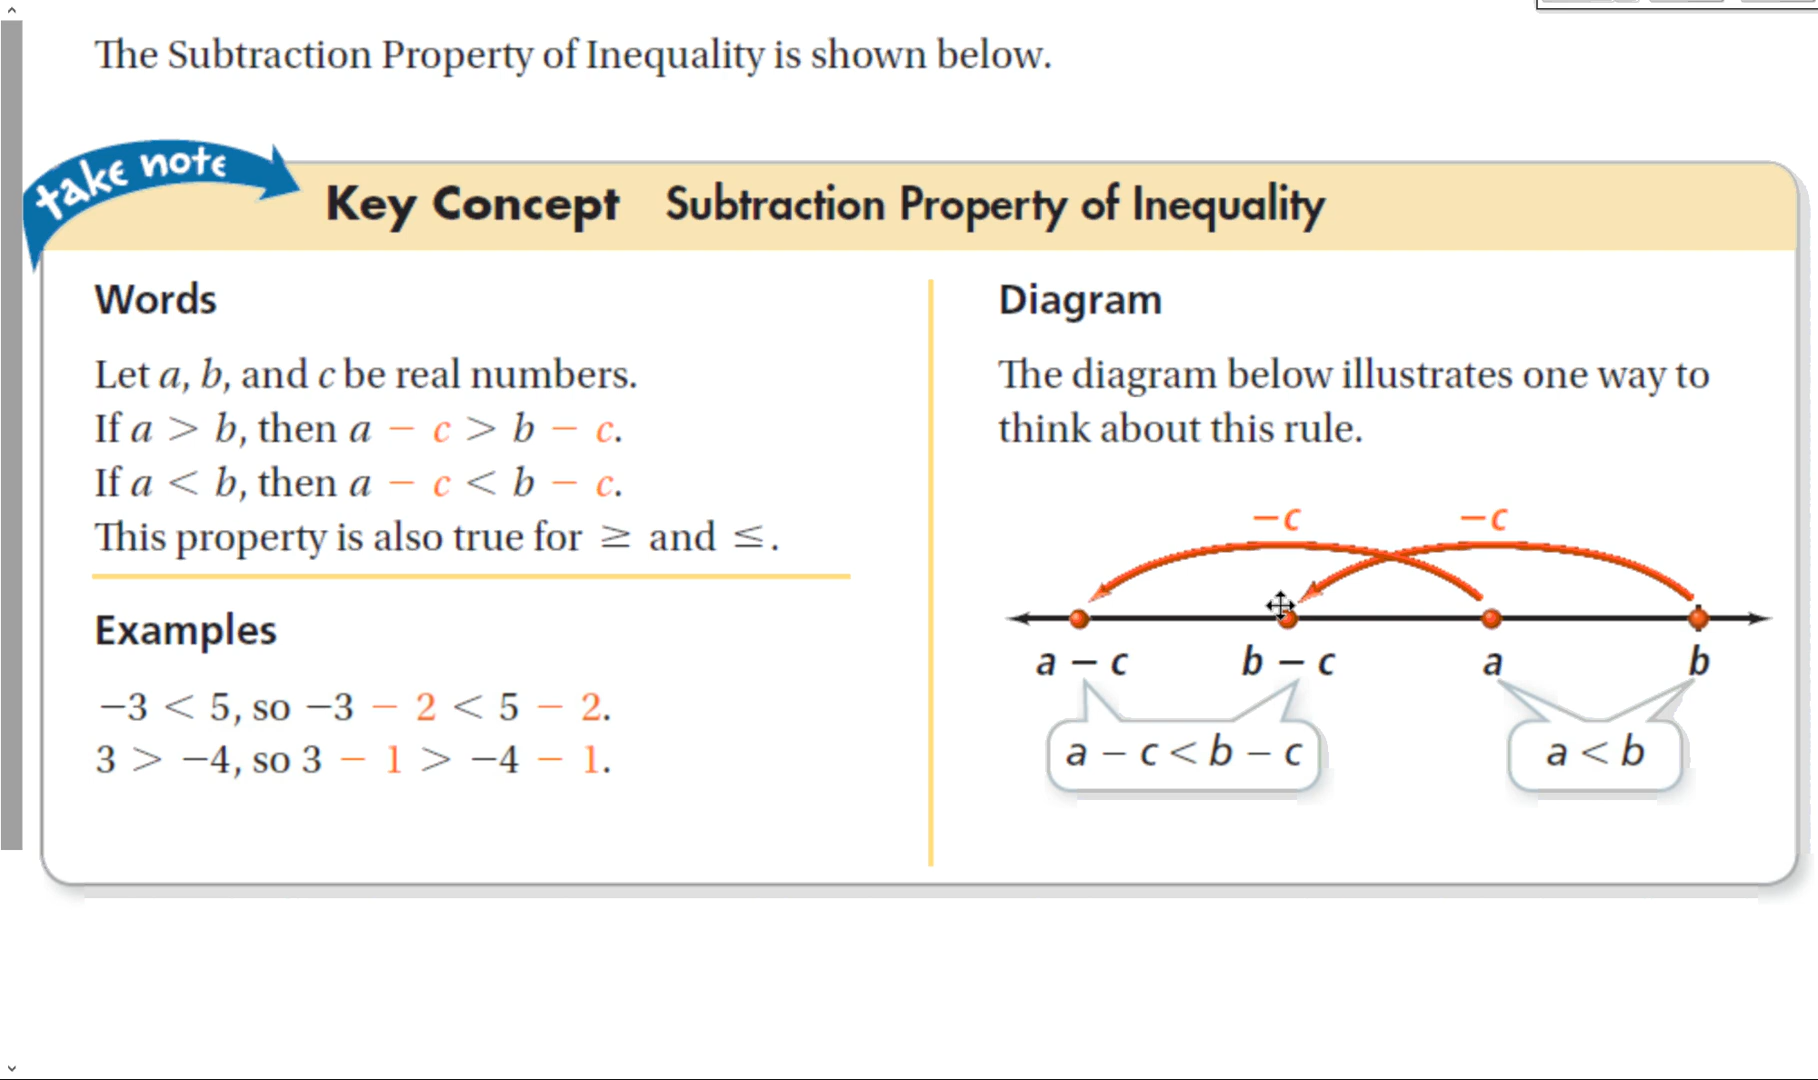 The Subtraction Property of Inequality is shown below.
take note
Key Concept Subtraction Property of Inequality
Words
Let a, b, and c be real numbers.
If a > b, then a − c > b − c.
If a < b, then a − c < b − c.
This property is also true for ≥ and ≤.
Examples
−3 < 5, so −3 − 2 < 5 − 2.
3 > −4, so 3 − 1 > −4 − 1.
Diagram
The diagram below illustrates one way to
think about this rule.
−c −c
a − c b − c a b
a − c < b − c a < b